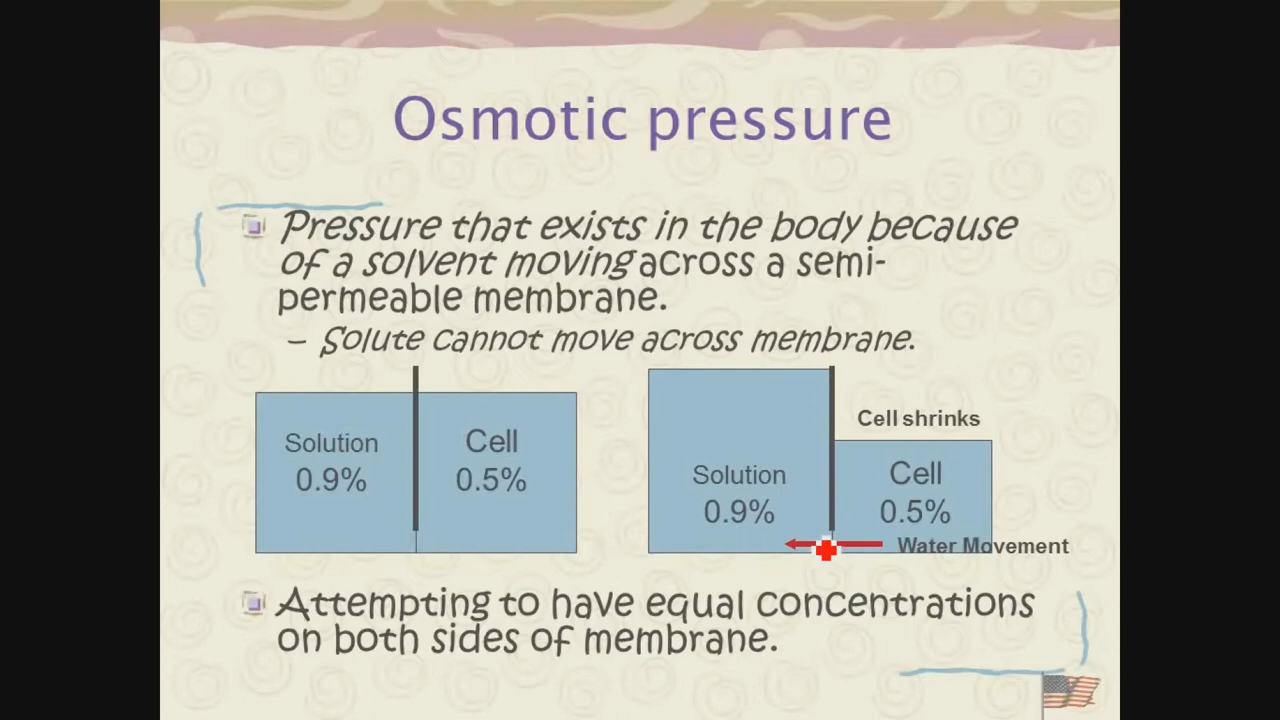 Osmotic pressure
Pressure that exists in the body because
of a solvent moving across a semi-
permeable membrane.
– Solute cannot move across membrane.
Solution
0.9%
Cell
0.5%
Cell shrinks
Solution
0.9%
Cell
0.5%
Water Movement
Attempting to have equal concentrations
on both sides of membrane.